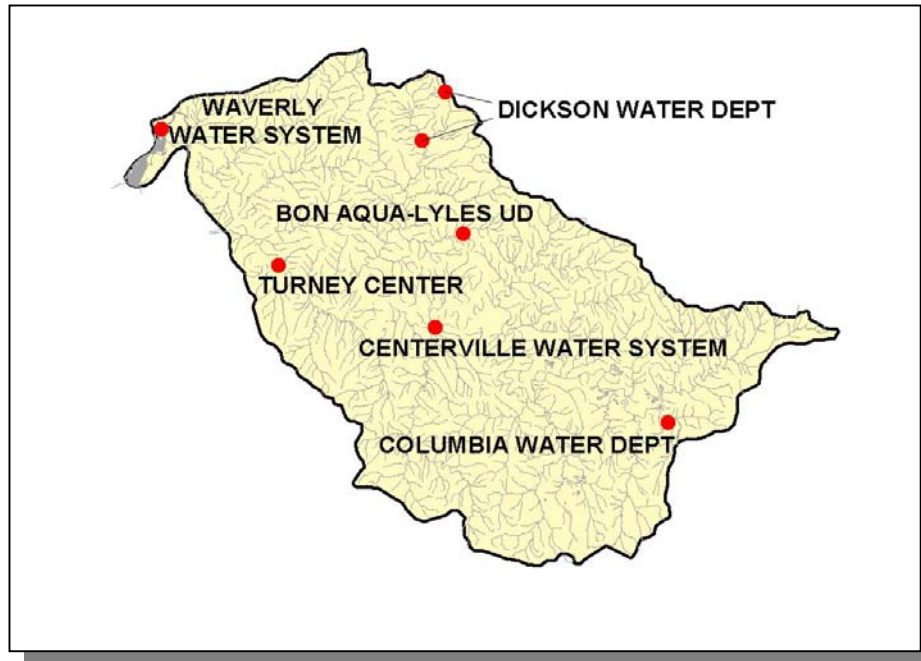 WAVERLY
WATER SYSTEM
DICKSON WATER DEPT
BON AQUA-LYLES UD
TURNEY CENTER
CENTERVILLE WATER SYSTEM
COLUMBIA WATER DEPT